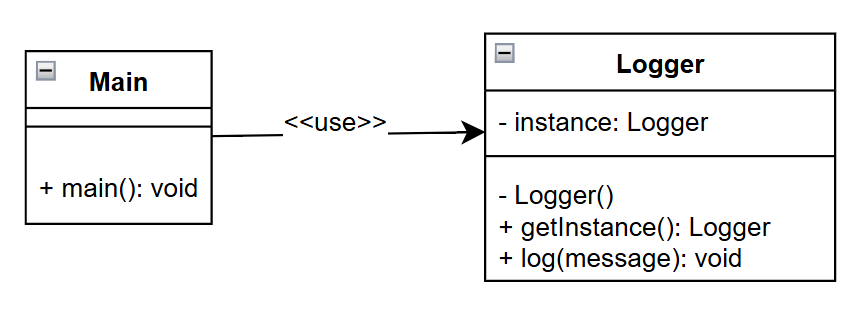 Main
+ main(): void
<<use>>
Logger
- instance: Logger
- Logger()
+ getInstance(): Logger
+ log(message): void